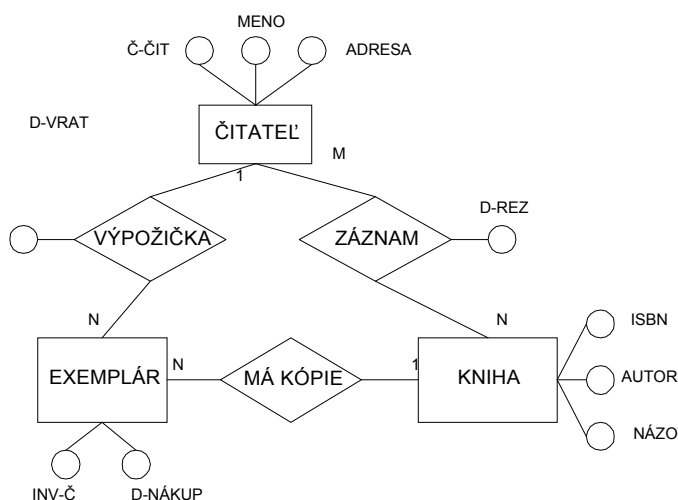 MENO
Č-ČIT
ADRESA
D-VRAT
ČITATEĽ
M
1
D-REZ
VÝPOŽIČKA
ZÁZNAM
N
N
ISBN
EXEMPLÁR
N
MÁ KÓPIE
1
KNIHA
AUTOR
NÁZO
INV-Č
D-NÁKUP